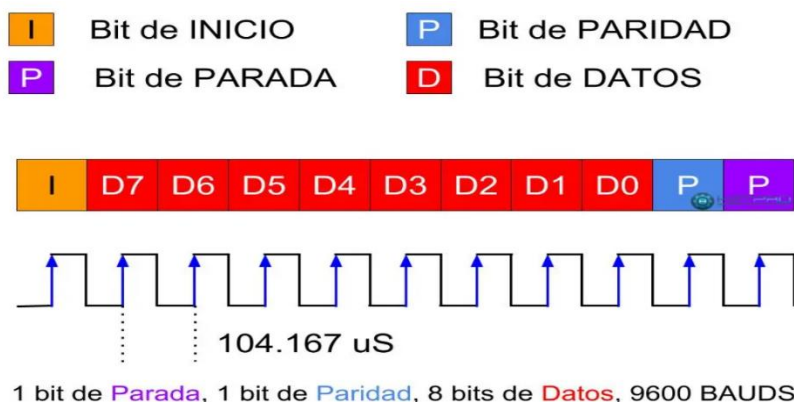 I Bit de INICIO P Bit de PARIDAD
P Bit de PARADA D Bit de DATOS
I D7 D6 D5 D4 D3 D2 D1 D0 P P
104.167 uS
1 bit de Parada, 1 bit de Paridad, 8 bits de Datos, 9600 BAUDS